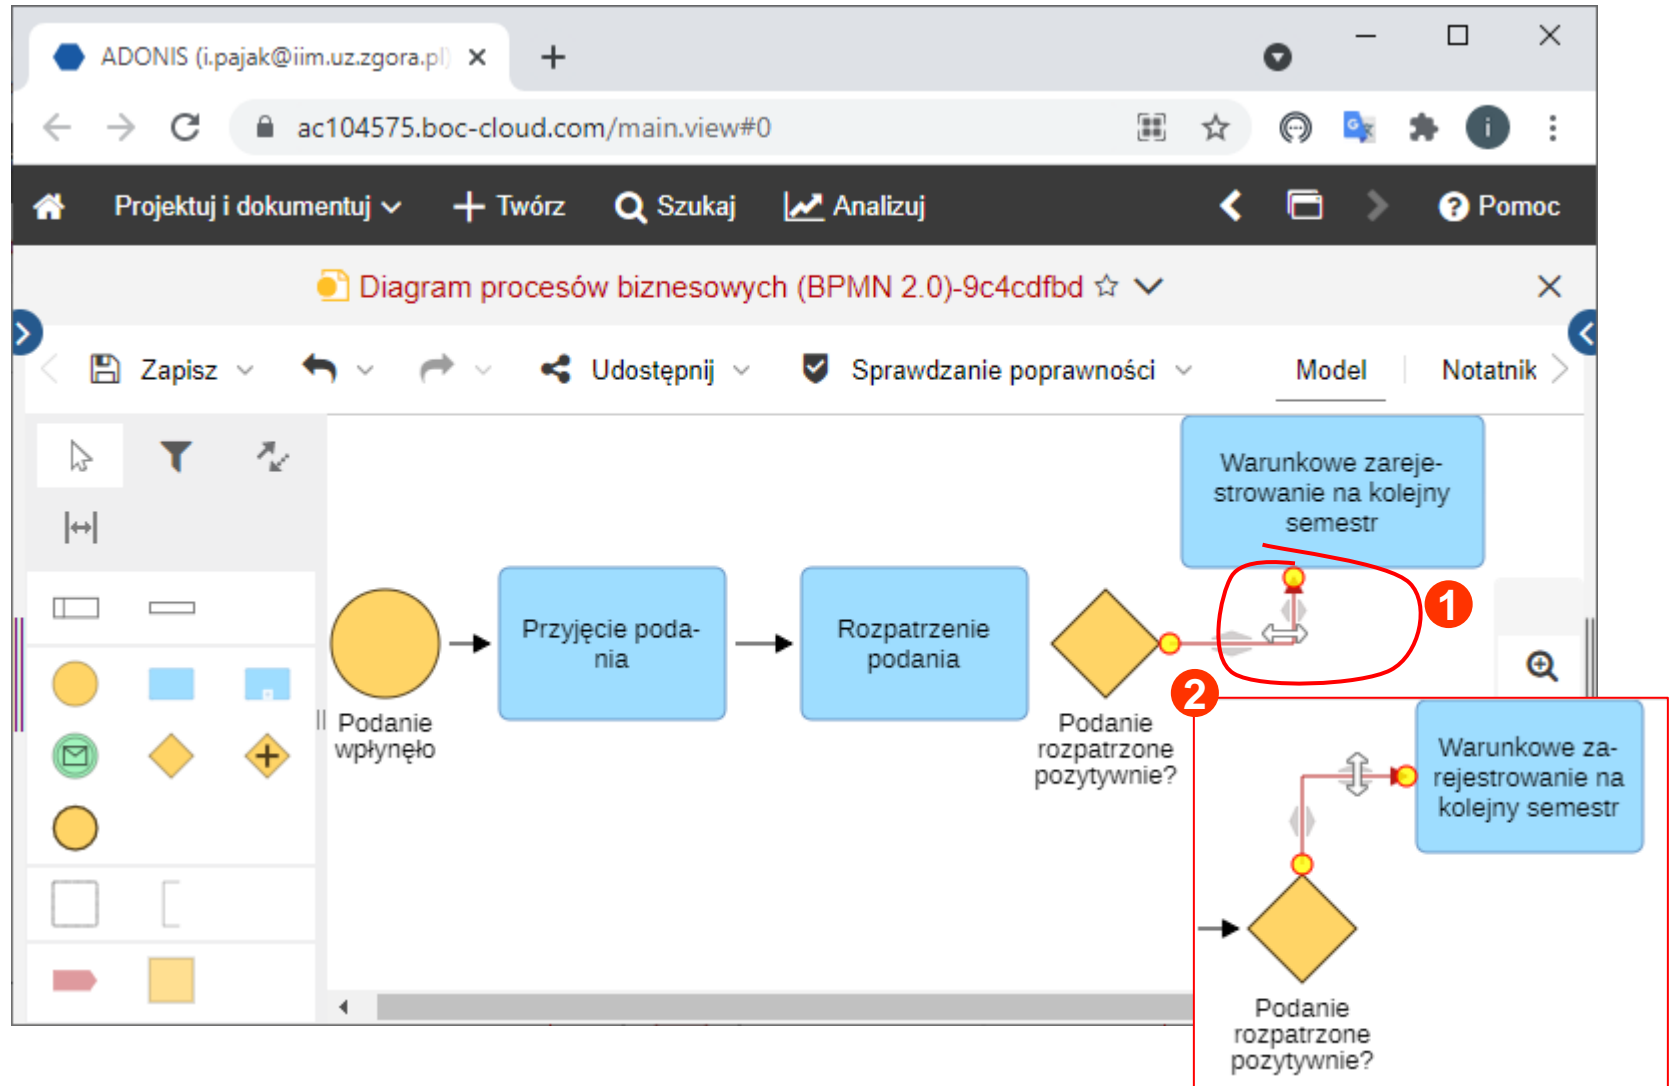 ADONIS (i.pajak@iim.uz.zgora.pl)
ac104575.boc-cloud.com/main.view#0
i
Projektuj i dokumentuj
Twórz
Szukaj
Analizuj
Pomoc
Diagram procesów biznesowych (BPMN 2.0)-9c4cdfbd
Zapisz
Udostępnij
Sprawdzanie poprawności
Model
Notatnik
Warunkowe zareje-
strowanie na kolejny
semestr
1
Przyjęcie poda-
nia
Rozpatrzenie
podania
Podanie
wpłynęło
Podanie
rozpatrzone
pozytywnie?
2
Warunkowe za-
rejestrowanie na
kolejny semestr
Podanie
rozpatrzone
pozytywnie?